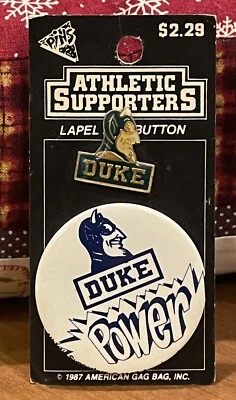 PINS
$2.29
ATHLETIC
SUPPORTERS
LAPEL BUTTON
DUKE
DUKE
Power
© 1987 AMERICAN GAG BAG, INC.